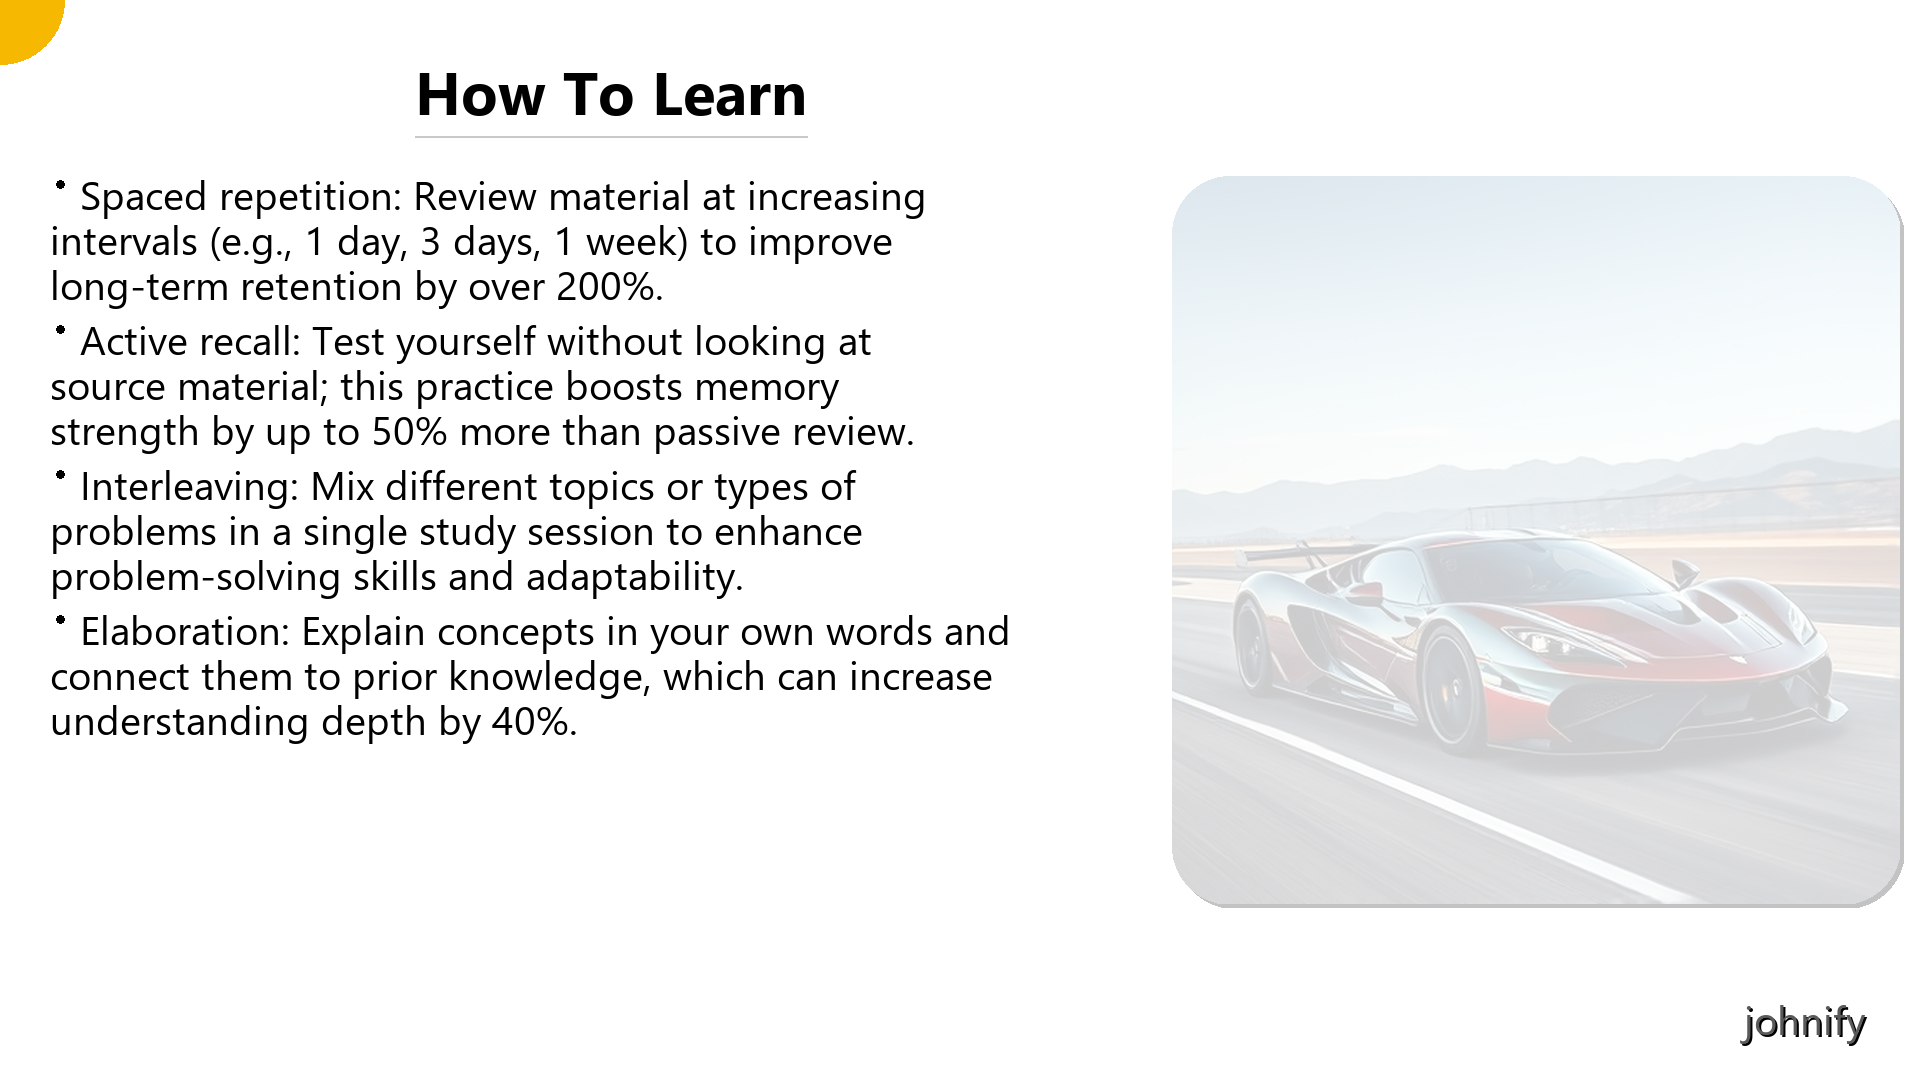 How To Learn
• Spaced repetition: Review material at increasing
intervals (e.g., 1 day, 3 days, 1 week) to improve
long-term retention by over 200%.
• Active recall: Test yourself without looking at
source material; this practice boosts memory
strength by up to 50% more than passive review.
• Interleaving: Mix different topics or types of
problems in a single study session to enhance
problem-solving skills and adaptability.
• Elaboration: Explain concepts in your own words and
connect them to prior knowledge, which can increase
understanding depth by 40%.
johnify